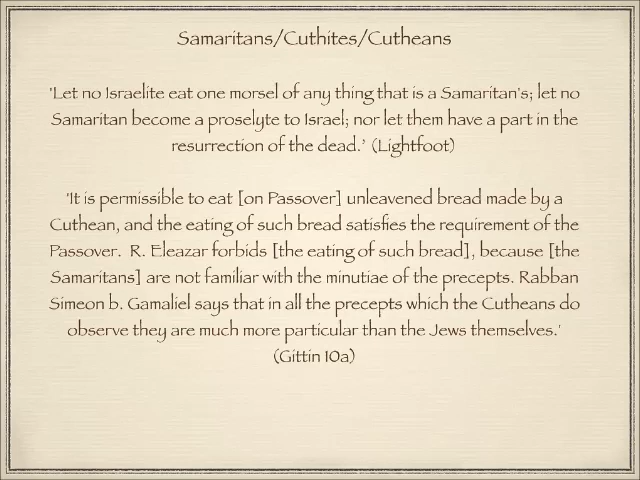 Samaritans/Cuthites/Cutheans
'Let no Israelite eat one morsel of any thing that is a Samaritan's; let no
Samaritan become a proselyte to Israel; nor let them have a part in the
resurrection of the dead.' (Lightfoot)
'It is permissible to eat [on Passover] unleavened bread made by a
Cuthean, and the eating of such bread satisfies the requirement of the
Passover. R. Eleazar forbids [the eating of such bread], because [the
Samaritans] are not familiar with the minutiae of the precepts. Rabban
Simeon b. Gamaliel says that in all the precepts which the Cutheans do
observe they are much more particular than the Jews themselves.'
(Gittin 10a)